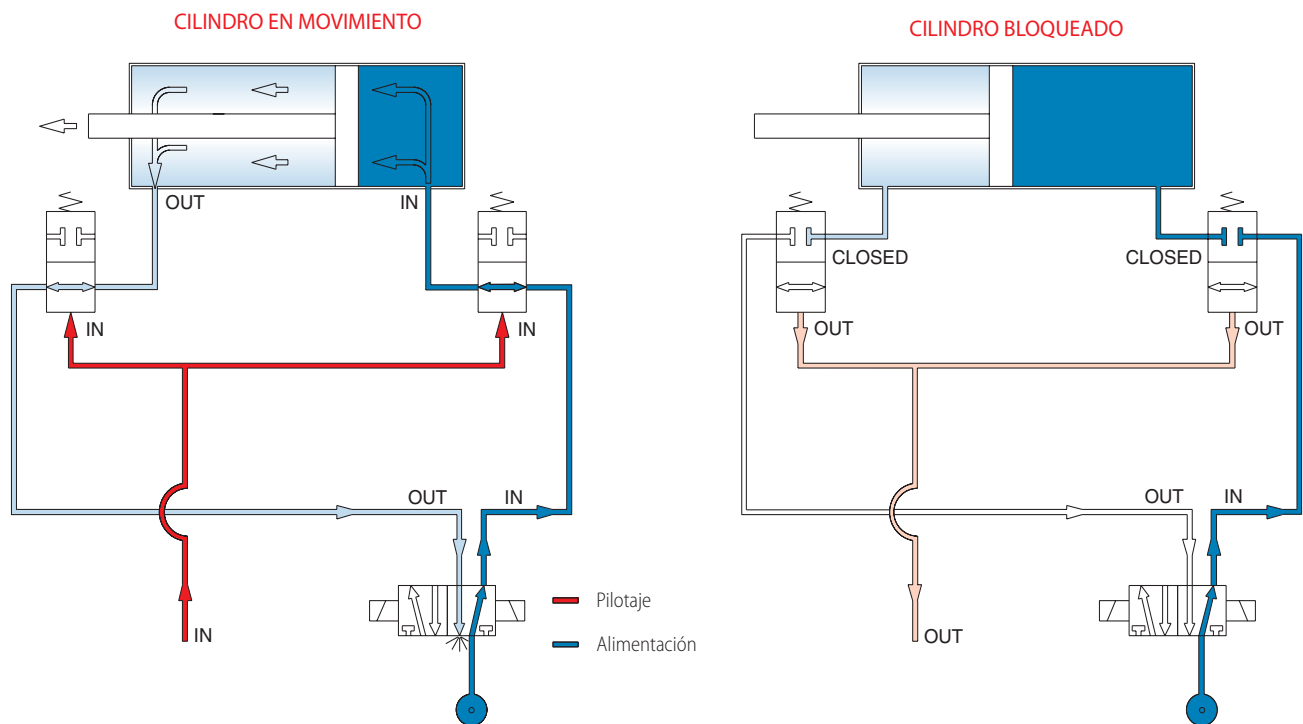 CILINDRO EN MOVIMIENTO
OUT
IN
IN
IN
OUT
IN
IN
Pilotaje
Alimentación
CILINDRO BLOQUEADO
CLOSED
CLOSED
OUT
OUT
OUT
IN
OUT